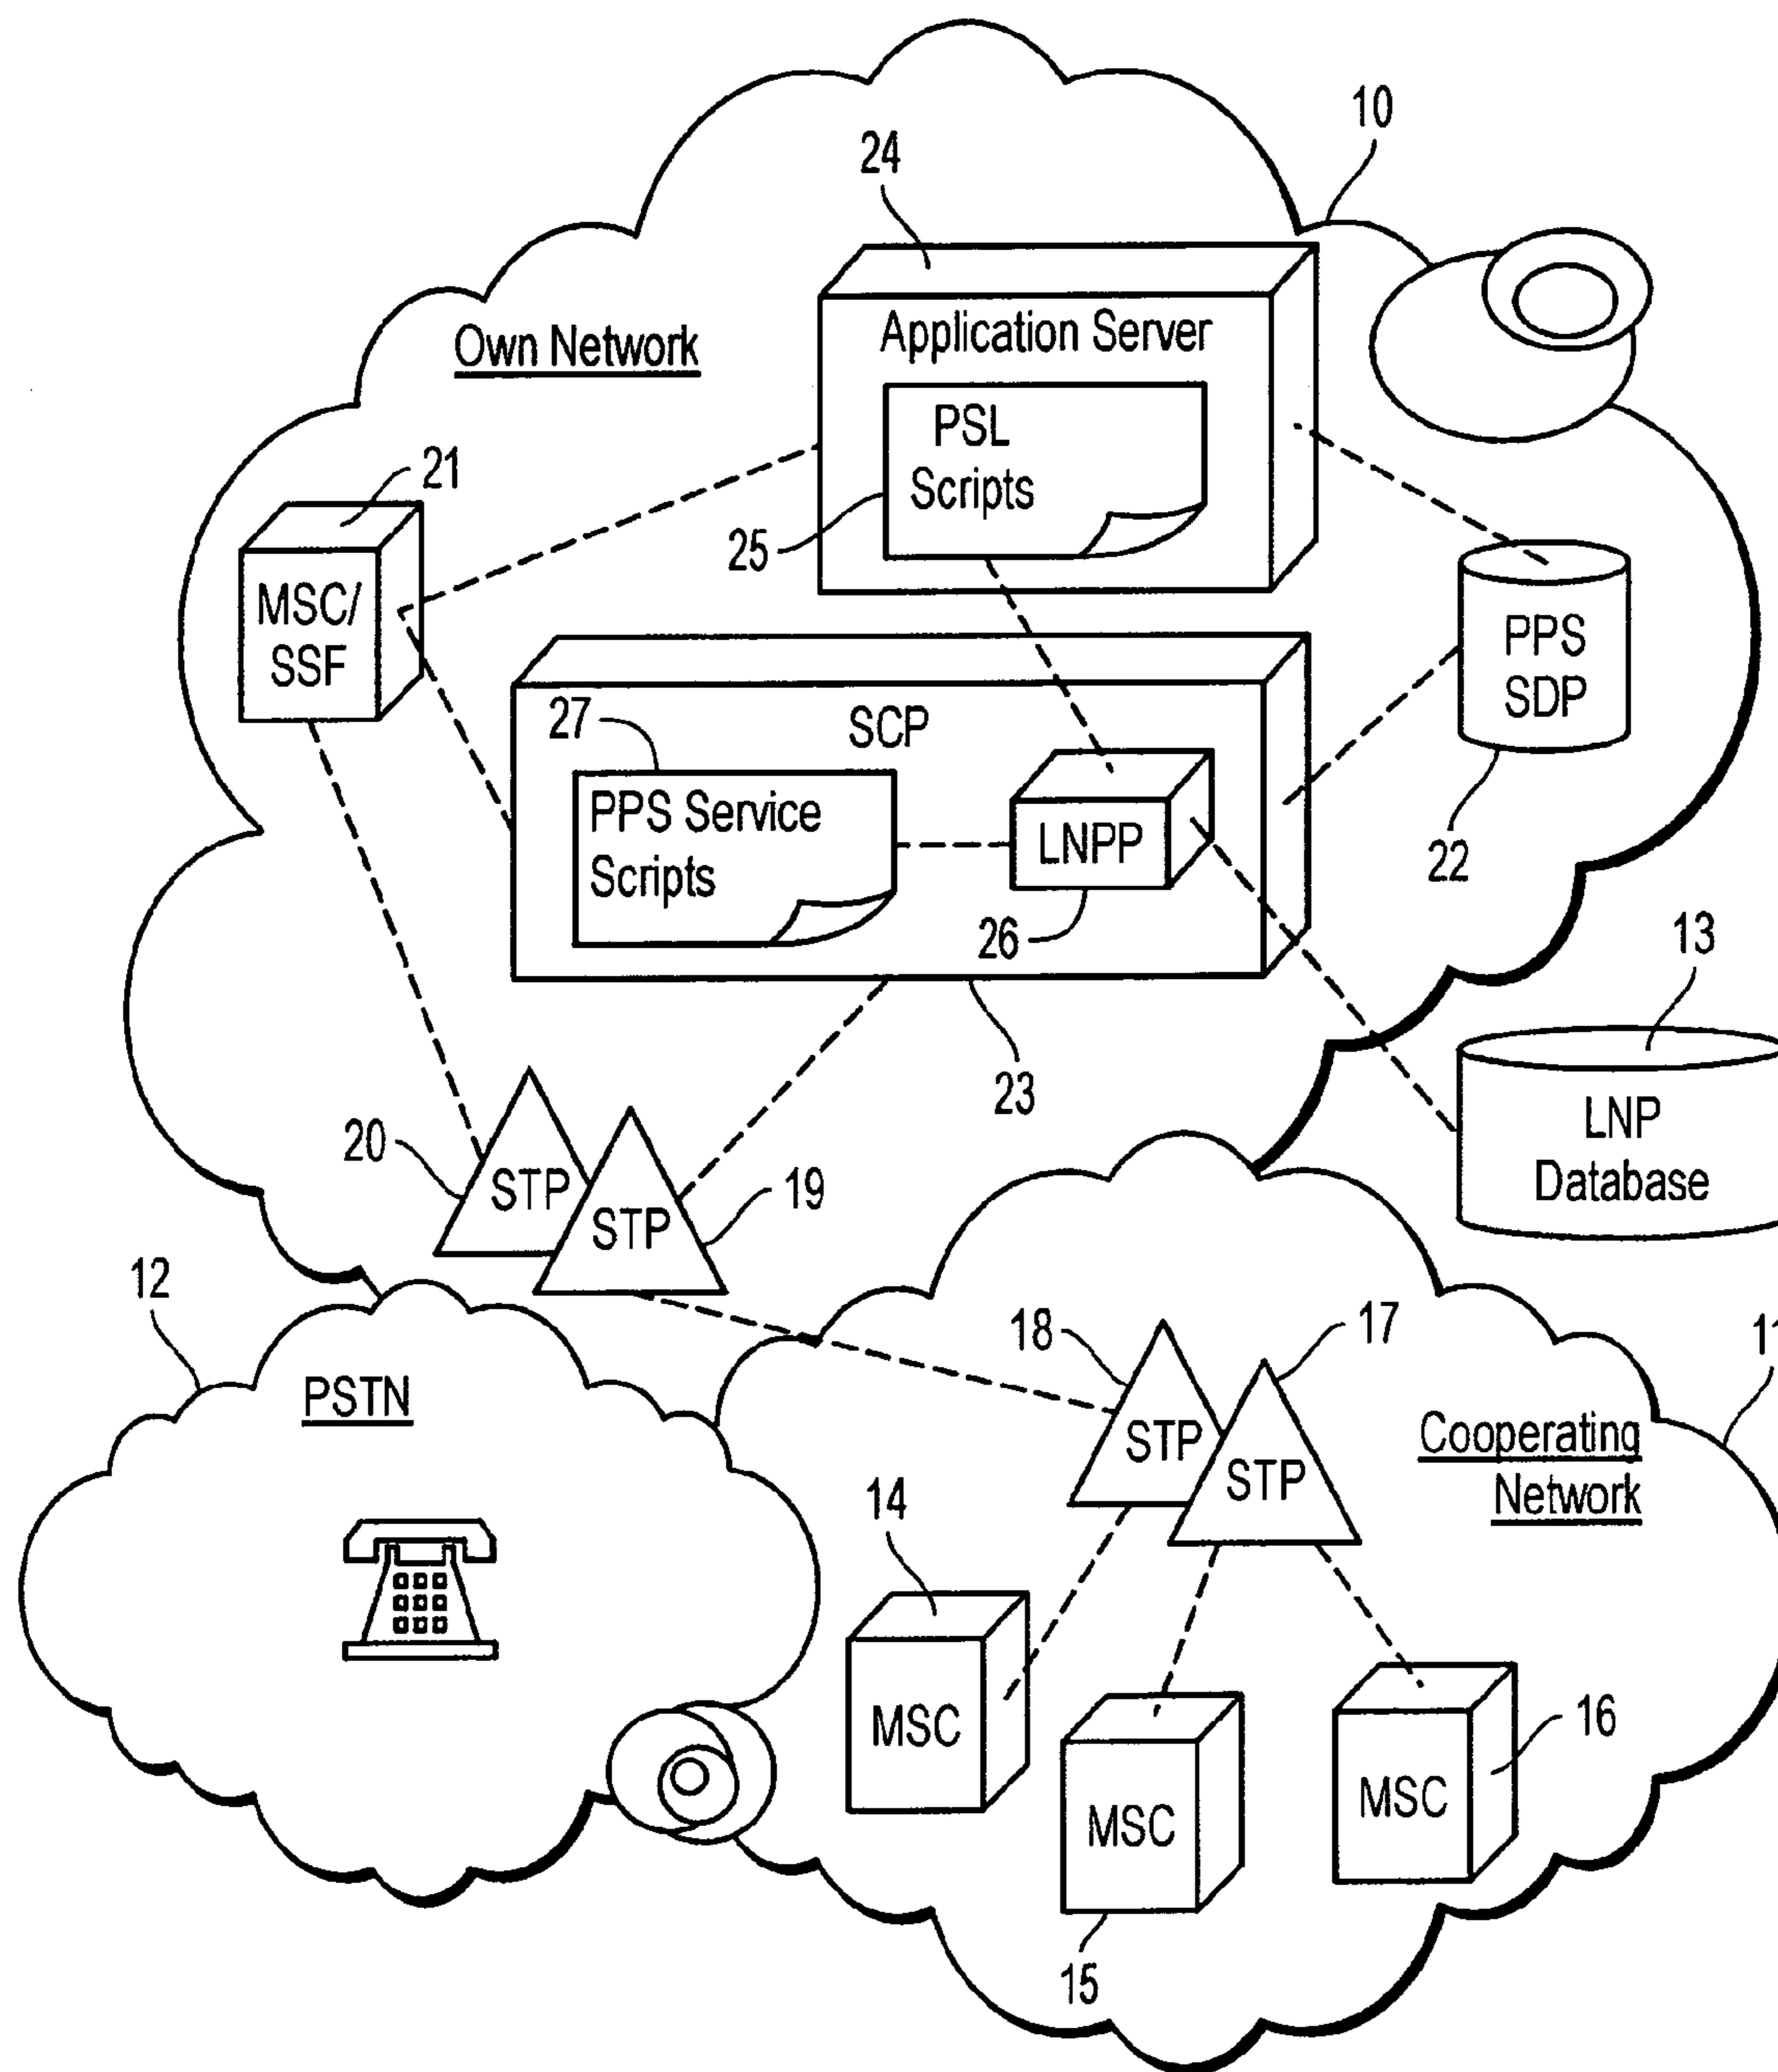 10
24
Own Network
Application Server
PSL
Scripts
25
21
MSC/
SSF
PPS
SDP
22
SCP
27
PPS Service
Scripts
LNPP
26
23
13
LNP
Database
20
STP
STP
19
12
PSTN
18
17
STP
STP
11
Cooperating
Network
14
MSC
MSC
15
MSC
16